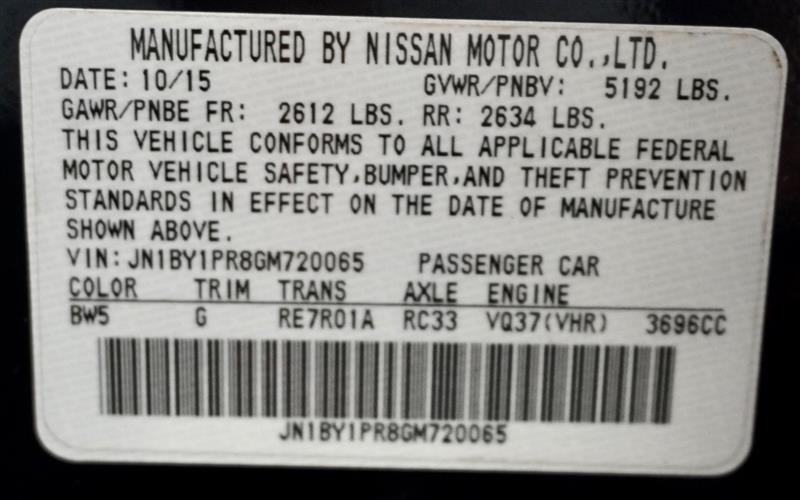 MANUFACTURED BY NISSAN MOTOR CO.,LTD.
DATE: 10/15 GVWR/PNBV: 5192 LBS.
GAWR/PNBE FR: 2612 LBS. RR: 2634 LBS.
THIS VEHICLE CONFORMS TO ALL APPLICABLE FEDERAL
MOTOR VEHICLE SAFETY,BUMPER,AND THEFT PREVENTION
STANDARDS IN EFFECT ON THE DATE OF MANUFACTURE
SHOWN ABOVE.
VIN: JN1BY1PR8GM720065 PASSENGER CAR
COLOR TRIM TRANS AXLE ENGINE
BW5 G RE7R01A RC33 VQ37(VHR) 3696CC
JN1BY1PR8GM720065